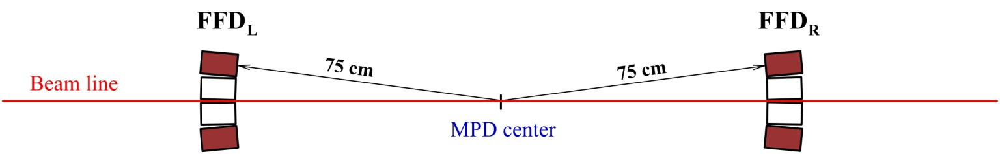 FFD_L
FFD_R
75 cm
75 cm
Beam line
MPD center